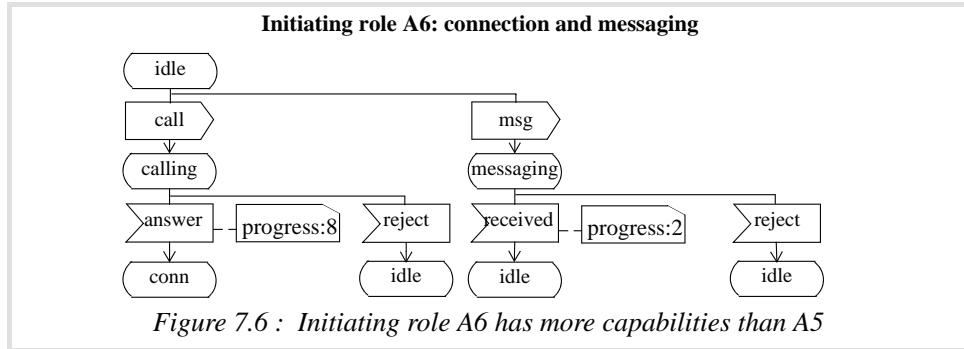 Initiating role A6: connection and messaging
idle
call msg
calling messaging
answer progress:8 reject received progress:2 reject
conn idle idle idle
Figure 7.6 : Initiating role A6 has more capabilities than A5